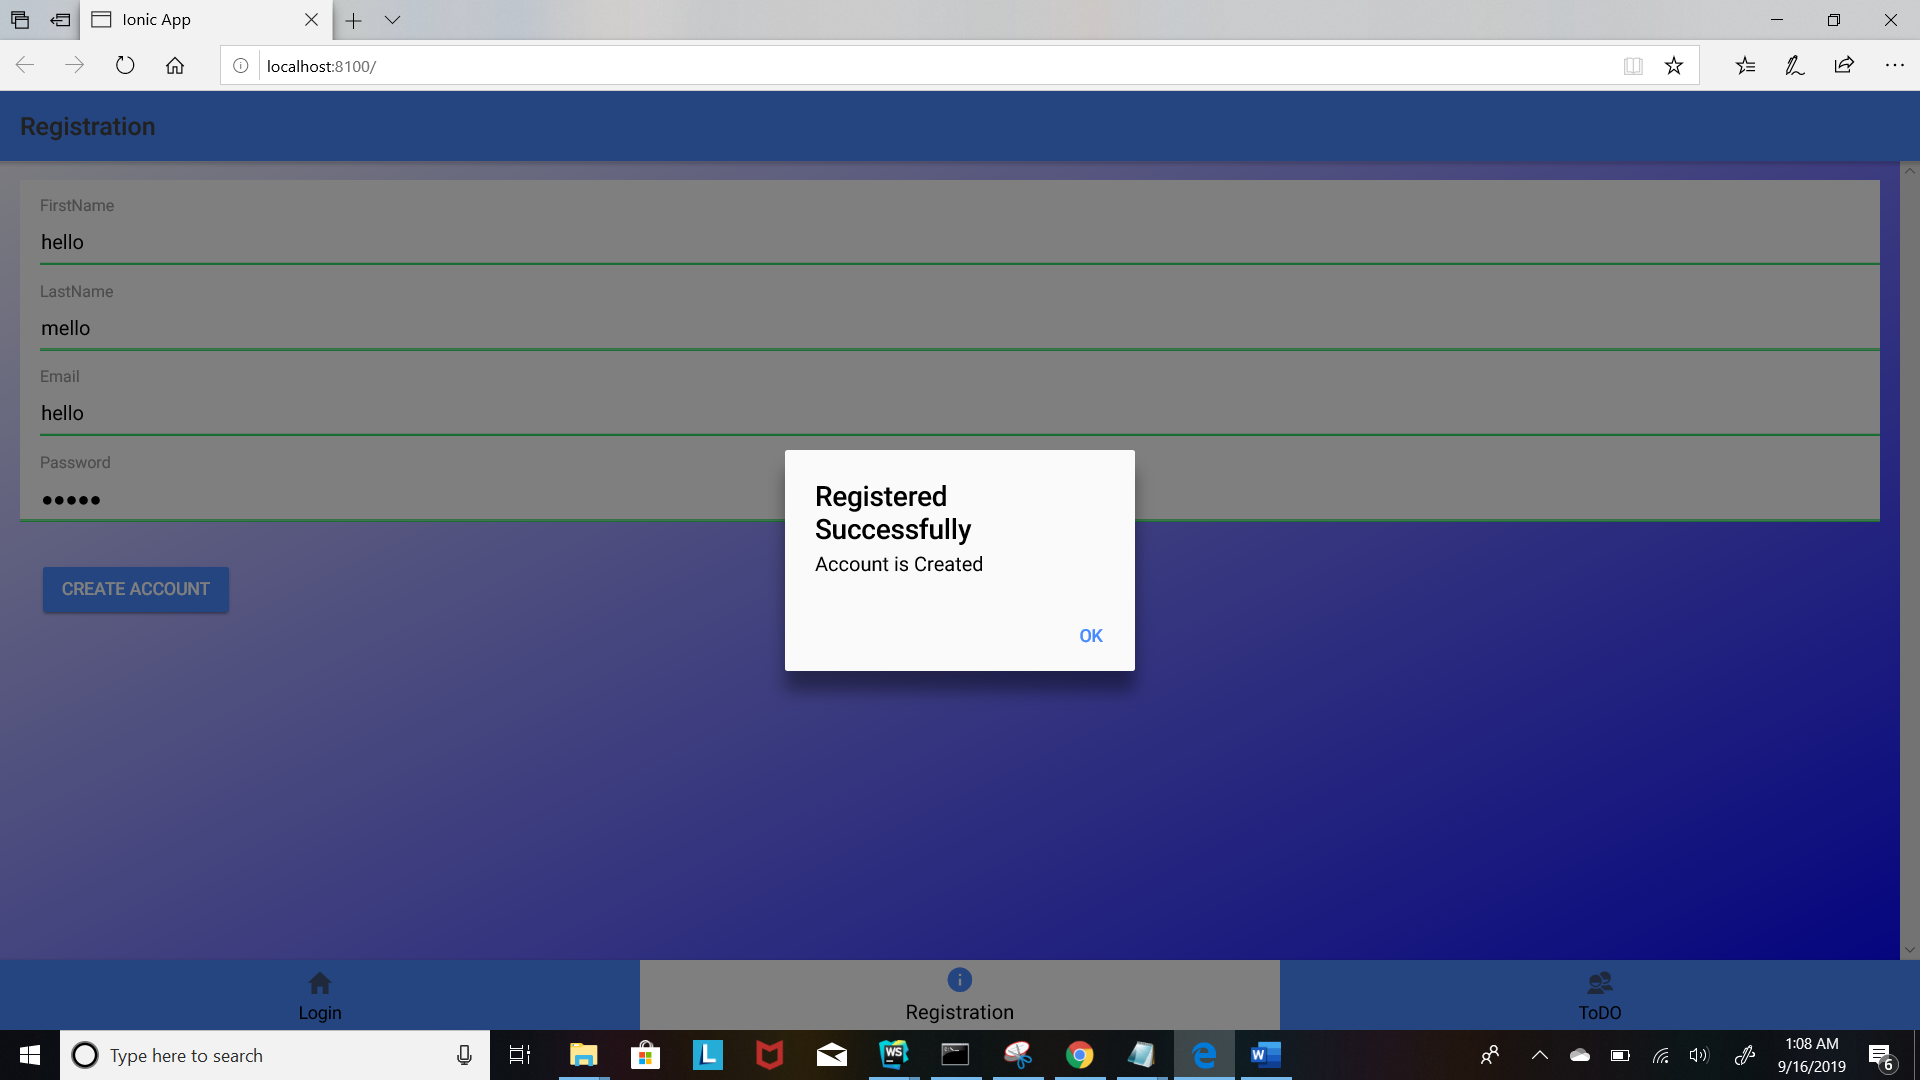 Ionic App
localhost:8100/
Registration
FirstName
hello
LastName
mello
Email
hello
Password
●●●●●
CREATE ACCOUNT
Registered
Successfully
Account is Created
OK
Login
Registration
ToDO
Type here to search
L
WS
W
1:08 AM
9/16/2019
6